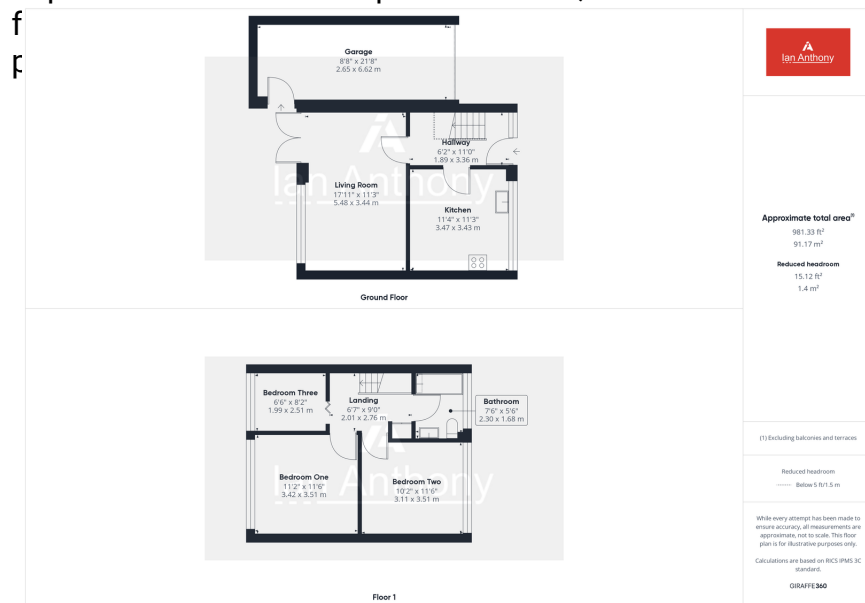 Garage
8'8" x 21'8"
2.65 x 6.62 m
Hallway
6'2" x 11'0"
1.89 x 3.36 m
Living Room
17'11" x 11'3"
5.48 x 3.44 m
Kitchen
11'4" x 11'3"
3.47 x 3.43 m
Ian Anthony
Ground Floor
Bedroom Three
6'6" x 8'2"
1.99 x 2.51 m
Landing
6'7" x 9'0"
2.01 x 2.76 m
Bathroom
7'6" x 5'6"
2.30 x 1.68 m
Bedroom One
11'2" x 11'6"
3.42 x 3.51 m
Bedroom Two
10'2" x 11'6"
3.11 x 3.51 m
Ian Anthony
Floor 1
Ian Anthony
Approximate total area⁽¹⁾
981.33 ft²
91.17 m²
Reduced headroom
15.12 ft²
1.4 m²
(1) Excluding balconies and terraces
Reduced headroom
Below 5 ft/1.5 m
While every attempt has been made to
ensure accuracy, all measurements are
approximate, not to scale. This floor
plan is for illustrative purposes only.
Calculations are based on RICS IPMS 3C
standard.
GIRAFFE360